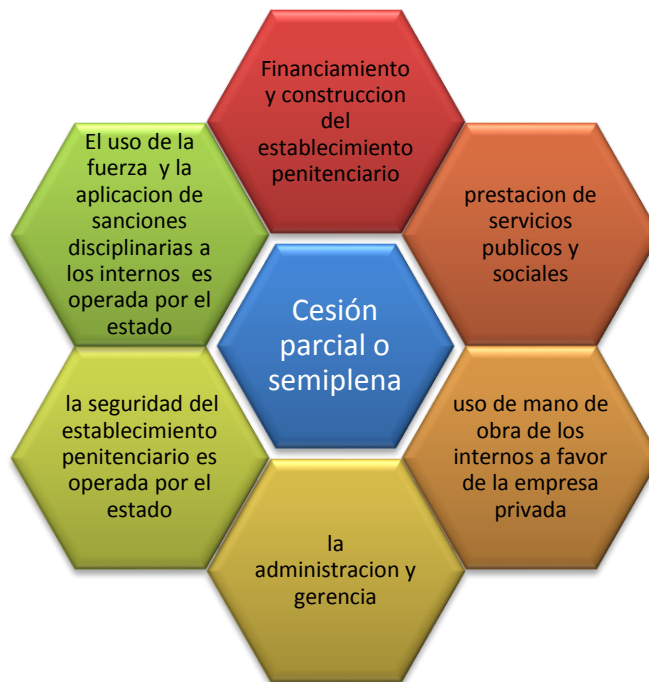 Financiamiento
y construccion
del
establecimiento
penitenciario
prestacion de
servicios
publicos y
sociales
uso de mano de
obra de los
internos a favor
de la empresa
privada
la
administracion y
gerencia
la seguridad del
establecimiento
penitenciario es
operada por el
estado
El uso de la
fuerza y la
aplicacion de
sanciones
disciplinarias a
los internos es
operada por el
estado
Cesión
parcial o
semiplena